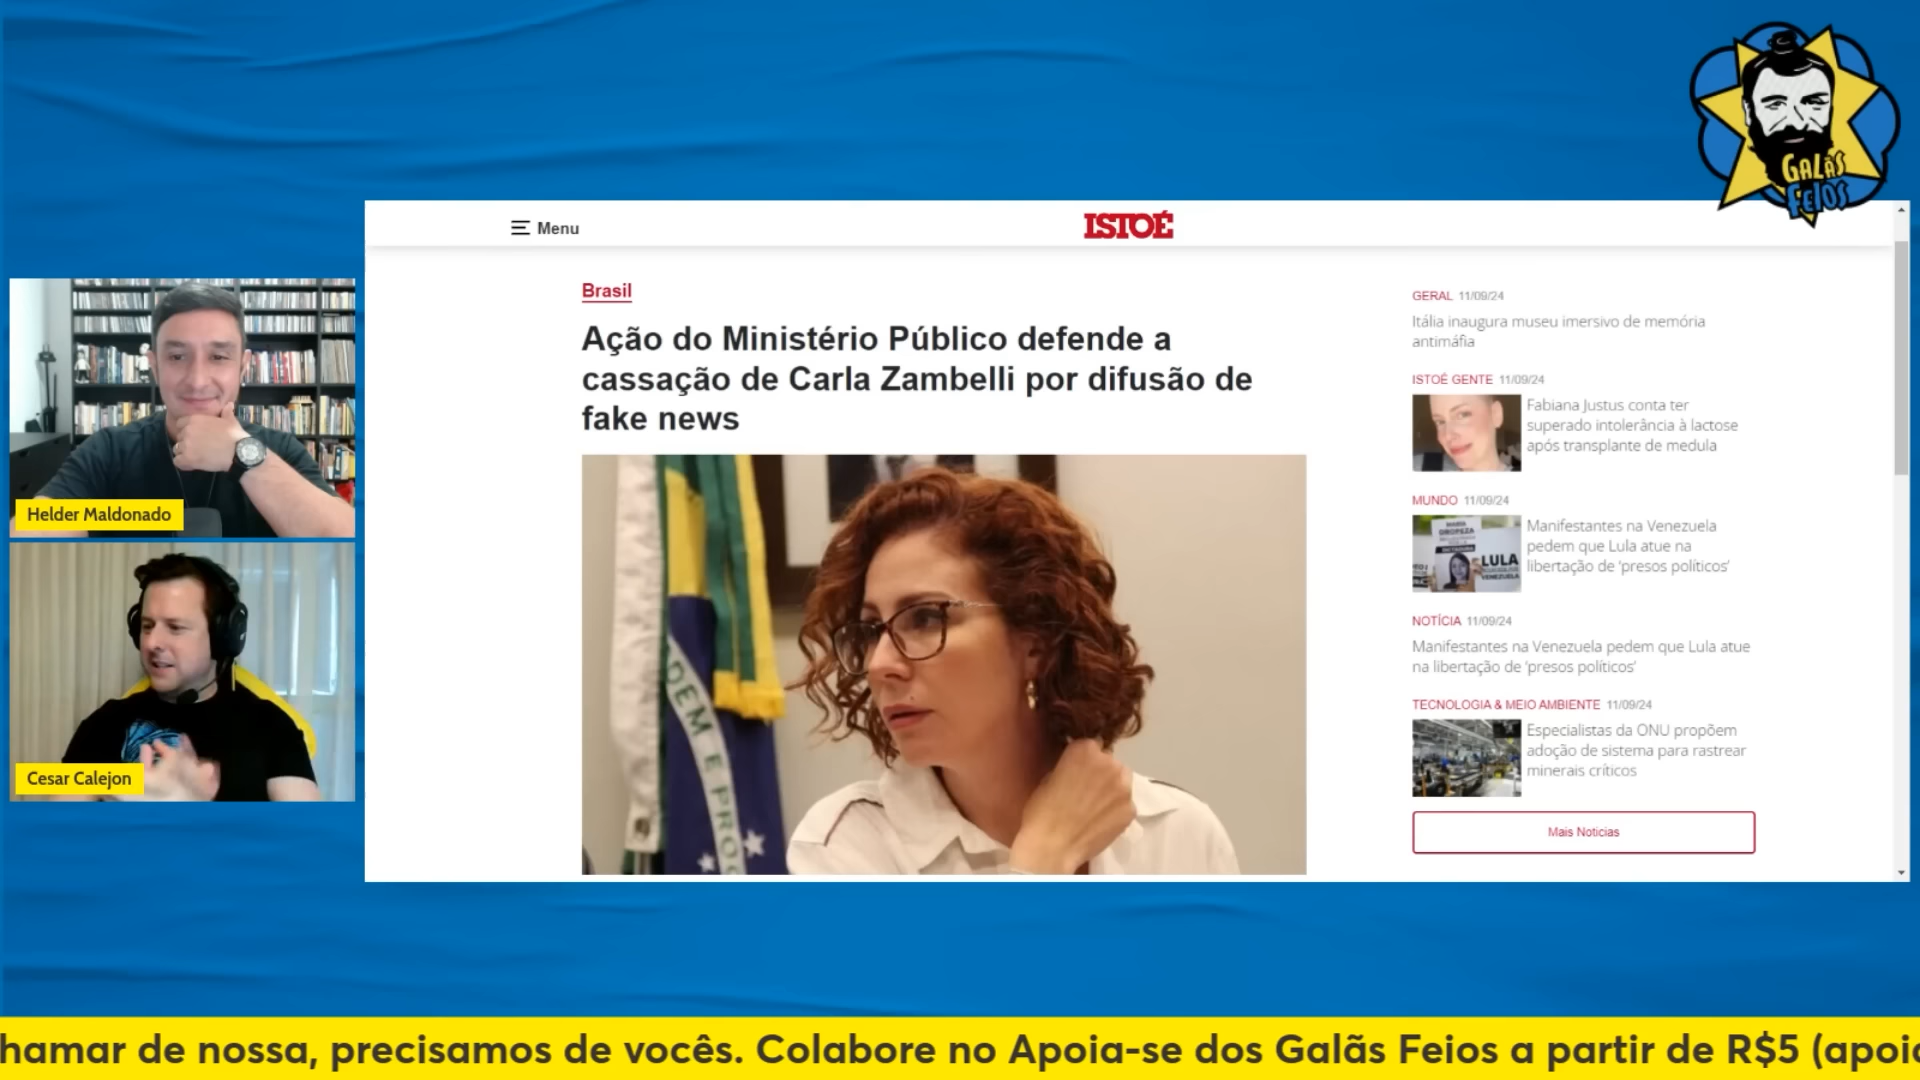 GALÃS
FEIOS
Menu
ISTOÉ
Brasil
Ação do Ministério Público defende a
cassação de Carla Zambelli por difusão de
fake news
DEM E PROG
GERAL 11/09/24
Itália inaugura museu imersivo de memória
antimáfia
ISTOÉ GENTE 11/09/24
Fabiana Justus conta ter
superado intolerância à lactose
após transplante de medula
MUNDO 11/09/24
Manifestantes na Venezuela
pedem que Lula atue na
libertação de 'presos políticos'
LULA
VENEZUELA
NOTÍCIA 11/09/24
Manifestantes na Venezuela pedem que Lula atue
na libertação de 'presos políticos'
TECNOLOGIA & MEIO AMBIENTE 11/09/24
Especialistas da ONU propõem
adoção de sistema para rastrear
minerais críticos
Mais Noticias
Helder Maldonado
Cesar Calejon
hamar de nossa, precisamos de vocês. Colabore no Apoia-se dos Galãs Feios a partir de R$5 (apoia